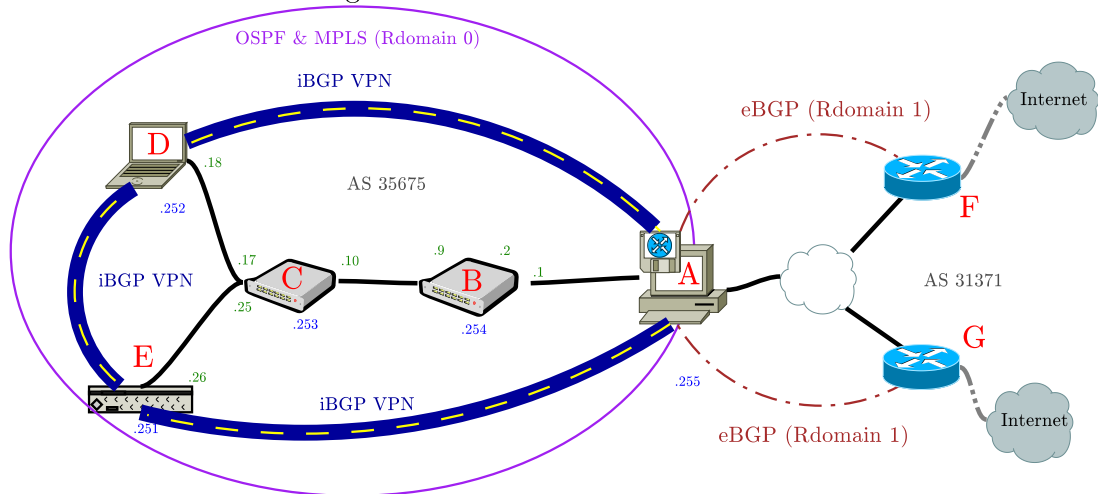 OSPF & MPLS (Rdomain 0)
iBGP VPN
eBGP (Rdomain 1)
Internet
D
.18
AS 35675
F
.252
.9
.2
.17
.10
.1
iBGP VPN
C
B
A
AS 31371
.25
.253
.254
G
E
.26
.255
iBGP VPN
.251
eBGP (Rdomain 1)
Internet